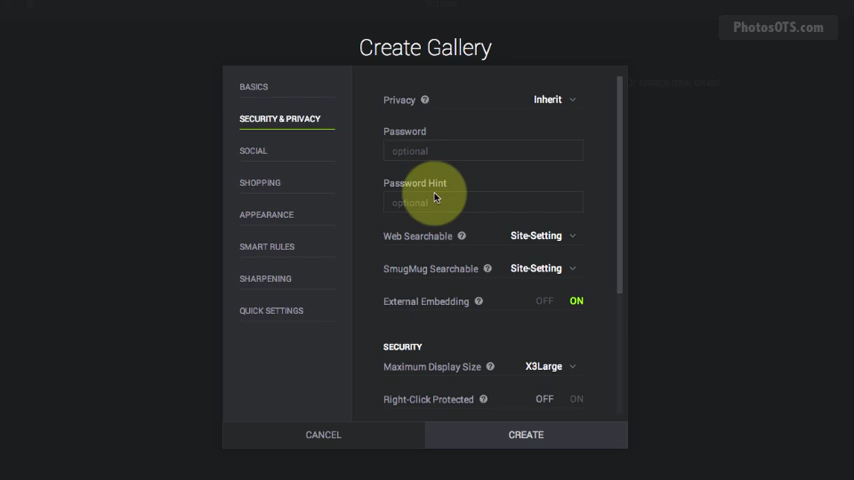 PhotosOTS.com
Create Gallery
BASICS
SECURITY & PRIVACY
SOCIAL
SHOPPING
APPEARANCE
SMART RULES
SHARPENING
QUICK SETTINGS
Privacy ? Inherit
Password
optional
Password Hint
optional
Web Searchable ? Site-Setting
SmugMug Searchable ? Site-Setting
External Embedding ? OFF ON
SECURITY
Maximum Display Size ? X3Large
Right-Click Protected ? OFF ON
CANCEL CREATE